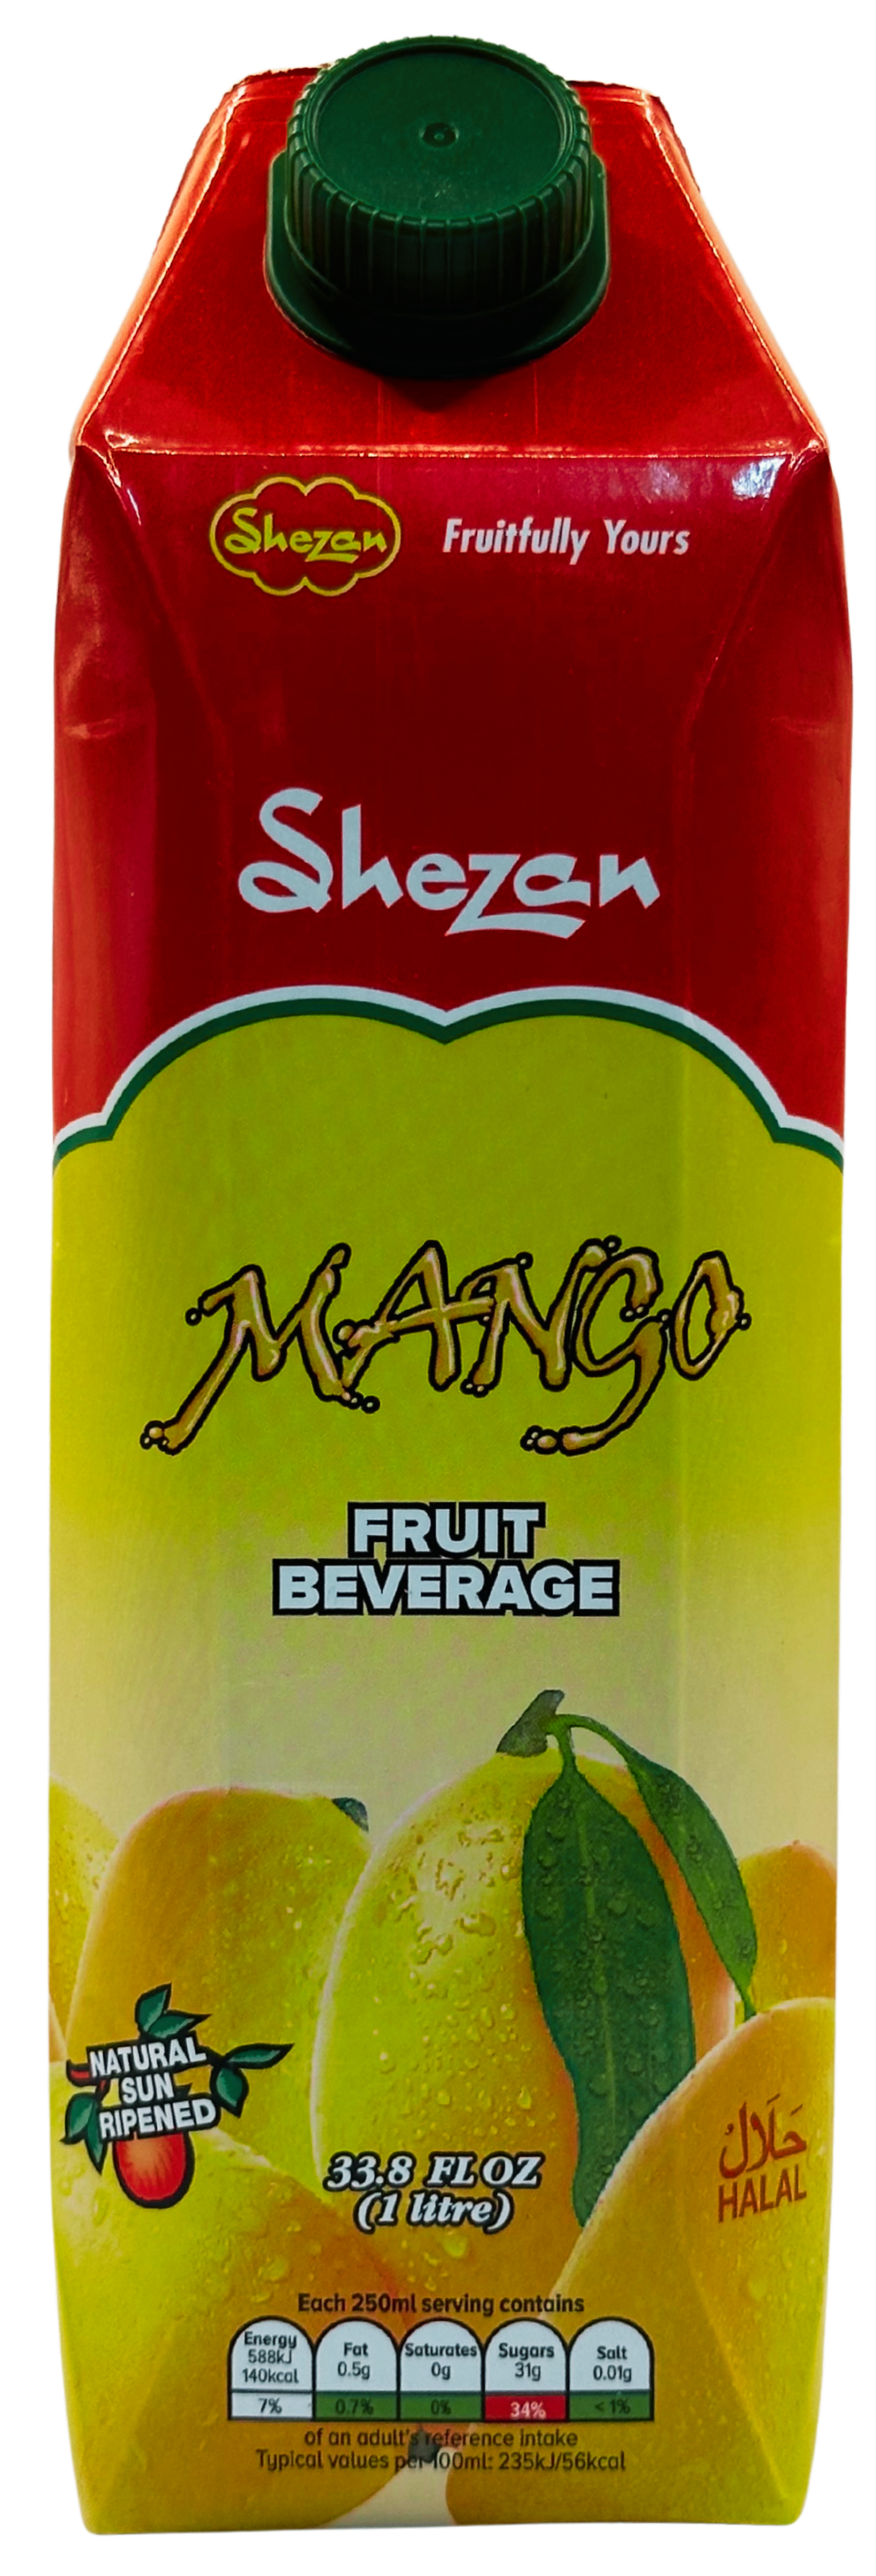 Shezan Fruitfully Yours
Shezan
MANGO
FRUIT
BEVERAGE
NATURAL
SUN
RIPENED
33.8 FL OZ
(1 litre)
حَلَالٌ
HALAL
Each 250ml serving contains
Energy 588kJ 140kcal 7%
Fat 0.5g 0.7%
Saturates 0g 0%
Sugars 31g 34%
Salt 0.01g <1%
of an adult's reference intake
Typical values per 100ml: 235kJ/56kcal